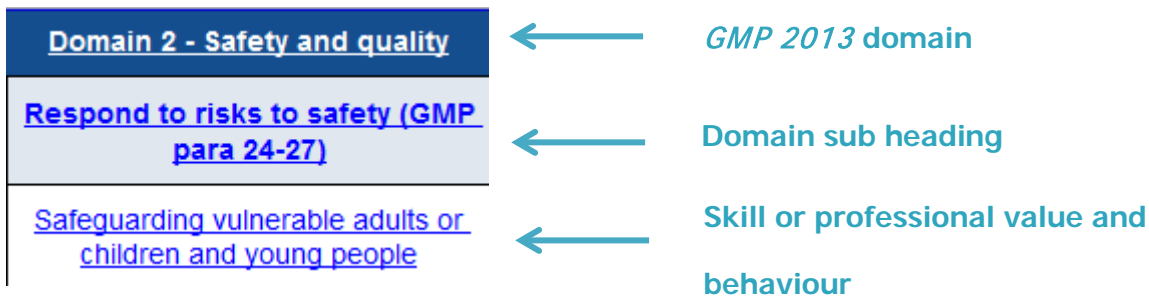 Domain 2 - Safety and quality
GMP 2013 domain
Respond to risks to safety (GMP
para 24-27)
Domain sub heading
Safeguarding vulnerable adults or
children and young people
Skill or professional value and
behaviour